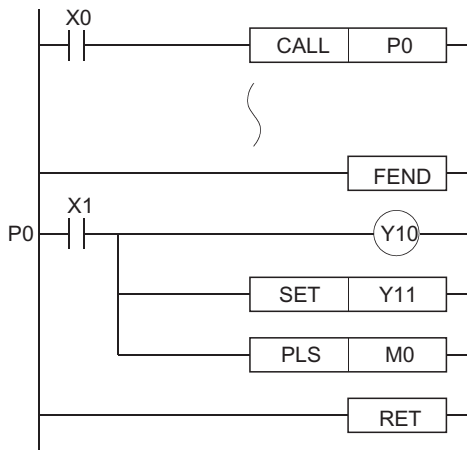 X0
CALL P0
FEND
X1
P0 Y10
SET Y11
PLS M0
RET